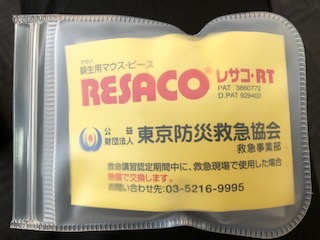 蘇生用マウス・ピース
RESACO® レサコ・RT
PAT 3860772
D.PAT 929402
公益
財団法人 東京防災救急協会
救急事業部
救命講習認定期間中に、救急現場で使用した場合
無償で交換します。
お問い合わせ先:03-5216-9995